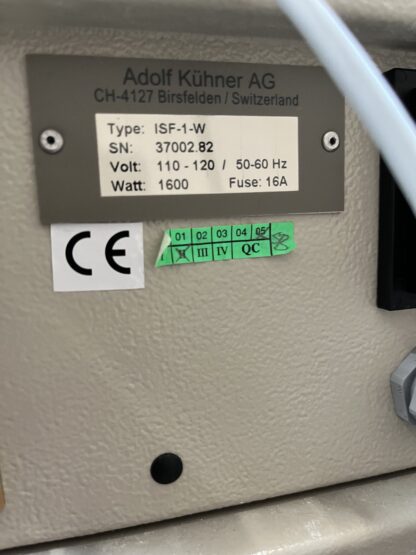 Adolf Kühner AG
CH-4127 Birsfelden / Switzerland
Type: ISF-1-W
SN: 37002.82
Volt: 110 - 120 / 50-60 Hz
Watt: 1600 Fuse: 16A
CE
01 02 03 04 05
II III IV QC